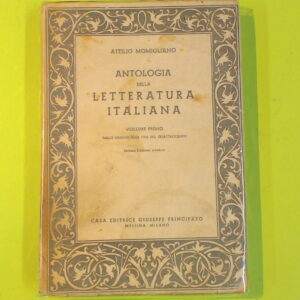 ATTILIO MOMIGLIANO
ANTOLOGIA
DELLA
LETTERATURA
ITALIANA
VOLUME PRIMO
DALLE ORIGINI ALLA FINE DEL QUATTROCENTO
CASA EDITRICE GIUSEPPE PRINCIPATO
MESSINA - MILANO